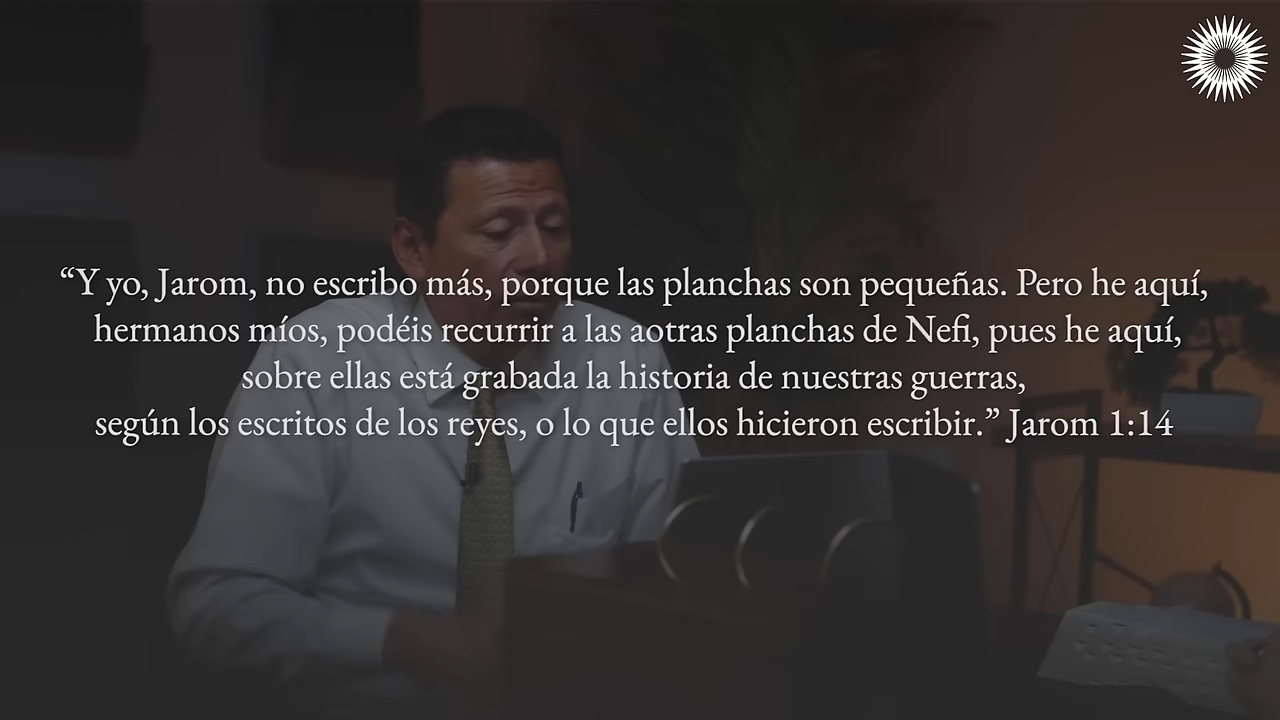 “Y yo, Jarom, no escribo más, porque las planchas son pequeñas. Pero he aquí,
hermanos míos, podéis recurrir a las aotras planchas de Nefi, pues he aquí,
sobre ellas está grabada la historia de nuestras guerras,
según los escritos de los reyes, o lo que ellos hicieron escribir.” Jarom 1:14